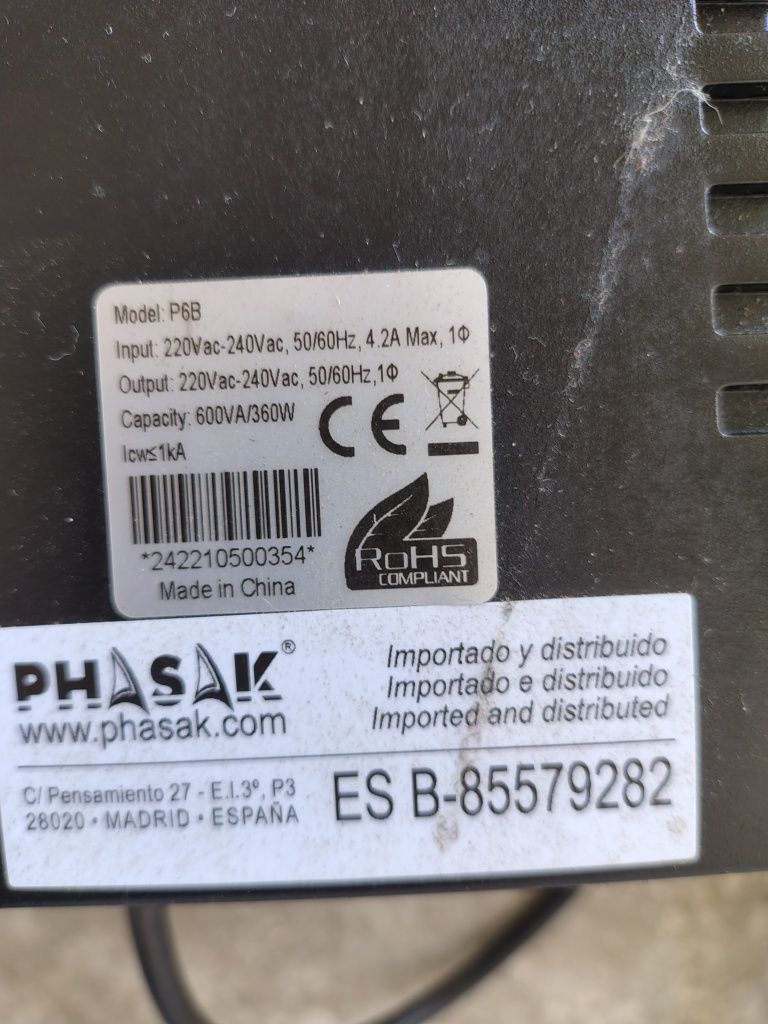 Model: P6B
Input: 220Vac-240Vac, 50/60Hz, 4.2A Max, 1Φ
Output: 220Vac-240Vac, 50/60Hz,1Φ
Capacity: 600VA/360W
Icw≤1kA
CE
*242210500354*
Made in China
RoHS
COMPLIANT
PHASAK®
www.phasak.com
Importado y distribuido
Importado e distribuido
Imported and distributed
C/ Pensamiento 27 - E.I.3º, P3
28020 • MADRID • ESPAÑA
ES B-85579282